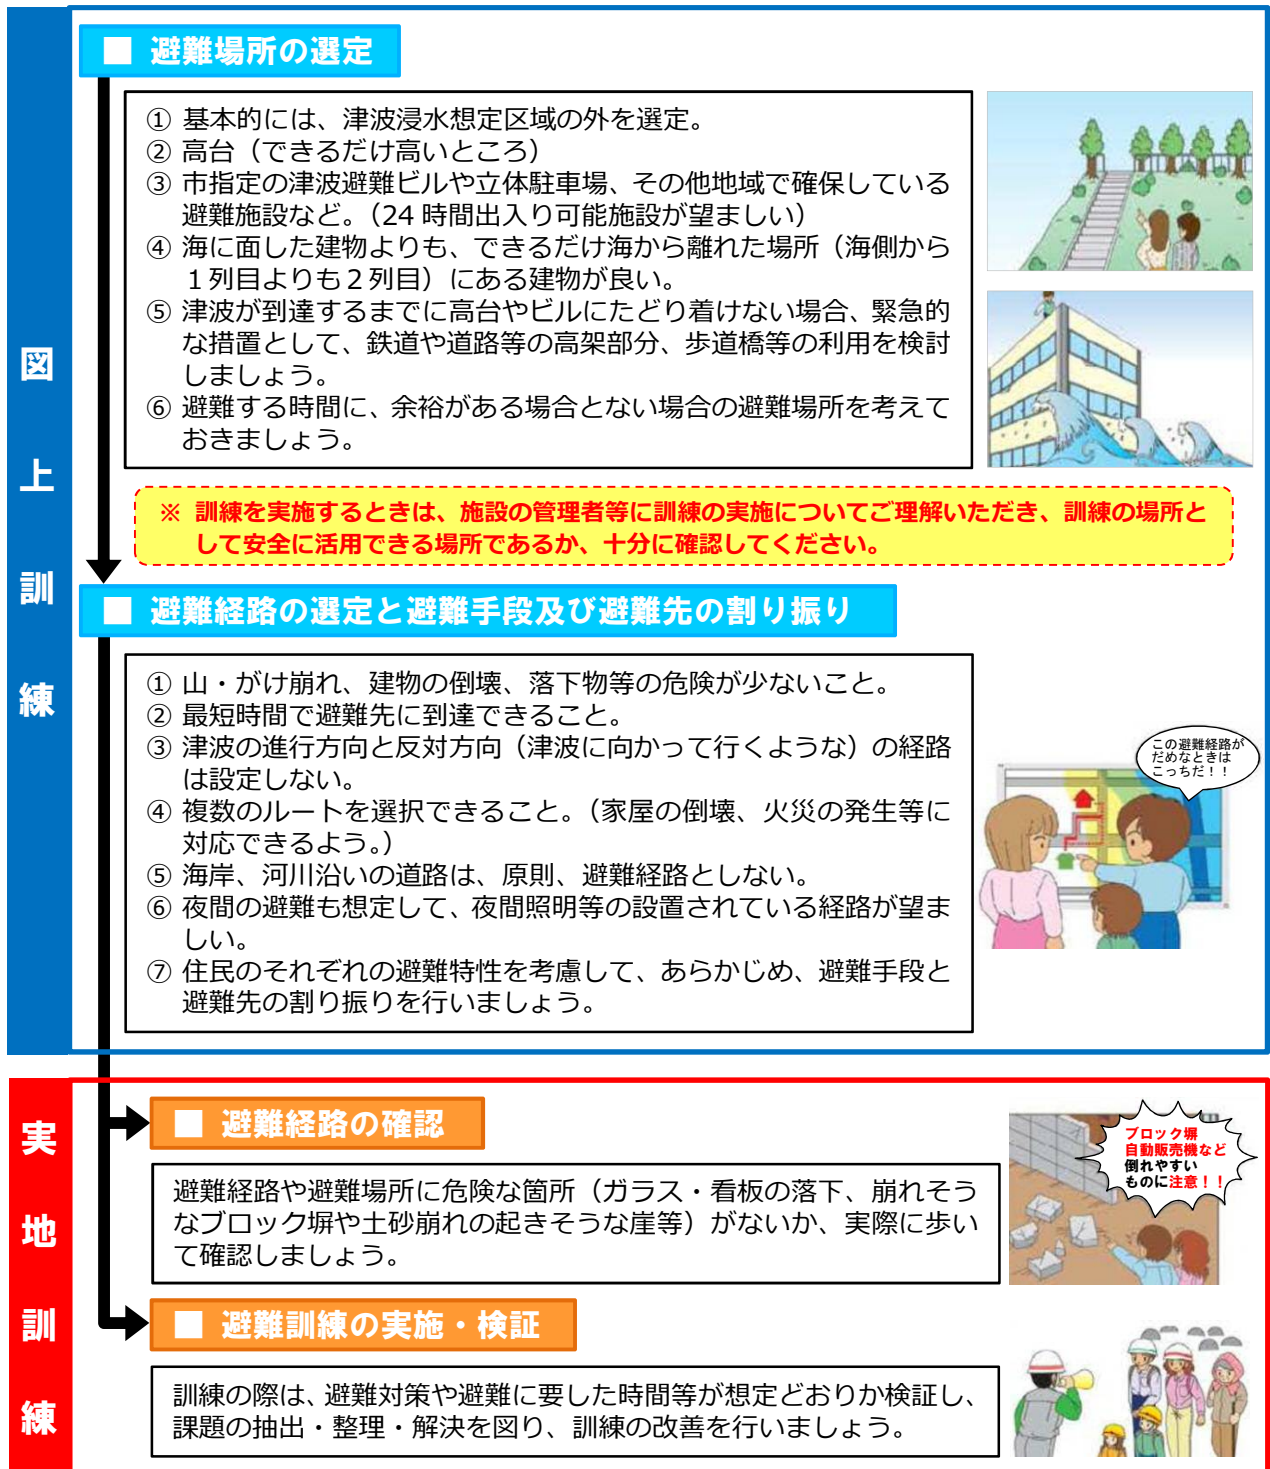 図上訓練
■ 避難場所の選定
① 基本的には、津波浸水想定区域の外を選定。
② 高台（できるだけ高いところ）
③ 市指定の津波避難ビルや立体駐車場、その他地域で確保している
避難施設など。（24 時間出入り可能施設が望ましい）
④ 海に面した建物よりも、できるだけ海から離れた場所（海側から
１列目よりも２列目）にある建物が良い。
⑤ 津波が到達するまでに高台やビルにたどり着けない場合、緊急的
な措置として、鉄道や道路等の高架部分、歩道橋等の利用を検討
しましょう。
⑥ 避難する時間に、余裕がある場合とない場合の避難場所を考えて
おきましょう。
※ 訓練を実施するときは、施設の管理者等に訓練の実施についてご理解いただき、訓練の場所と
して安全に活用できる場所であるか、十分に確認してください。
■ 避難経路の選定と避難手段及び避難先の割り振り
① 山・がけ崩れ、建物の倒壊、落下物等の危険が少ないこと。
② 最短時間で避難先に到達できること。
③ 津波の進行方向と反対方向（津波に向かって行くような）の経路
は設定しない。
④ 複数のルートを選択できること。（家屋の倒壊、火災の発生等に
対応できるよう。）
⑤ 海岸、河川沿いの道路は、原則、避難経路としない。
⑥ 夜間の避難も想定して、夜間照明等の設置されている経路が望ま
しい。
⑦ 住民のそれぞれの避難特性を考慮して、あらかじめ、避難手段と
避難先の割り振りを行いましょう。
この避難経路が
だめなときは
こっちだ！！
実地訓練
■ 避難経路の確認
避難経路や避難場所に危険な箇所（ガラス・看板の落下、崩れそう
なブロック塀や土砂崩れの起きそうな崖等）がないか、実際に歩い
て確認しましょう。
ブロック塀
自動販売機など
倒れやすい
ものに注意！！
■ 避難訓練の実施・検証
訓練の際は、避難対策や避難に要した時間等が想定どおりか検証し、
課題の抽出・整理・解決を図り、訓練の改善を行いましょう。